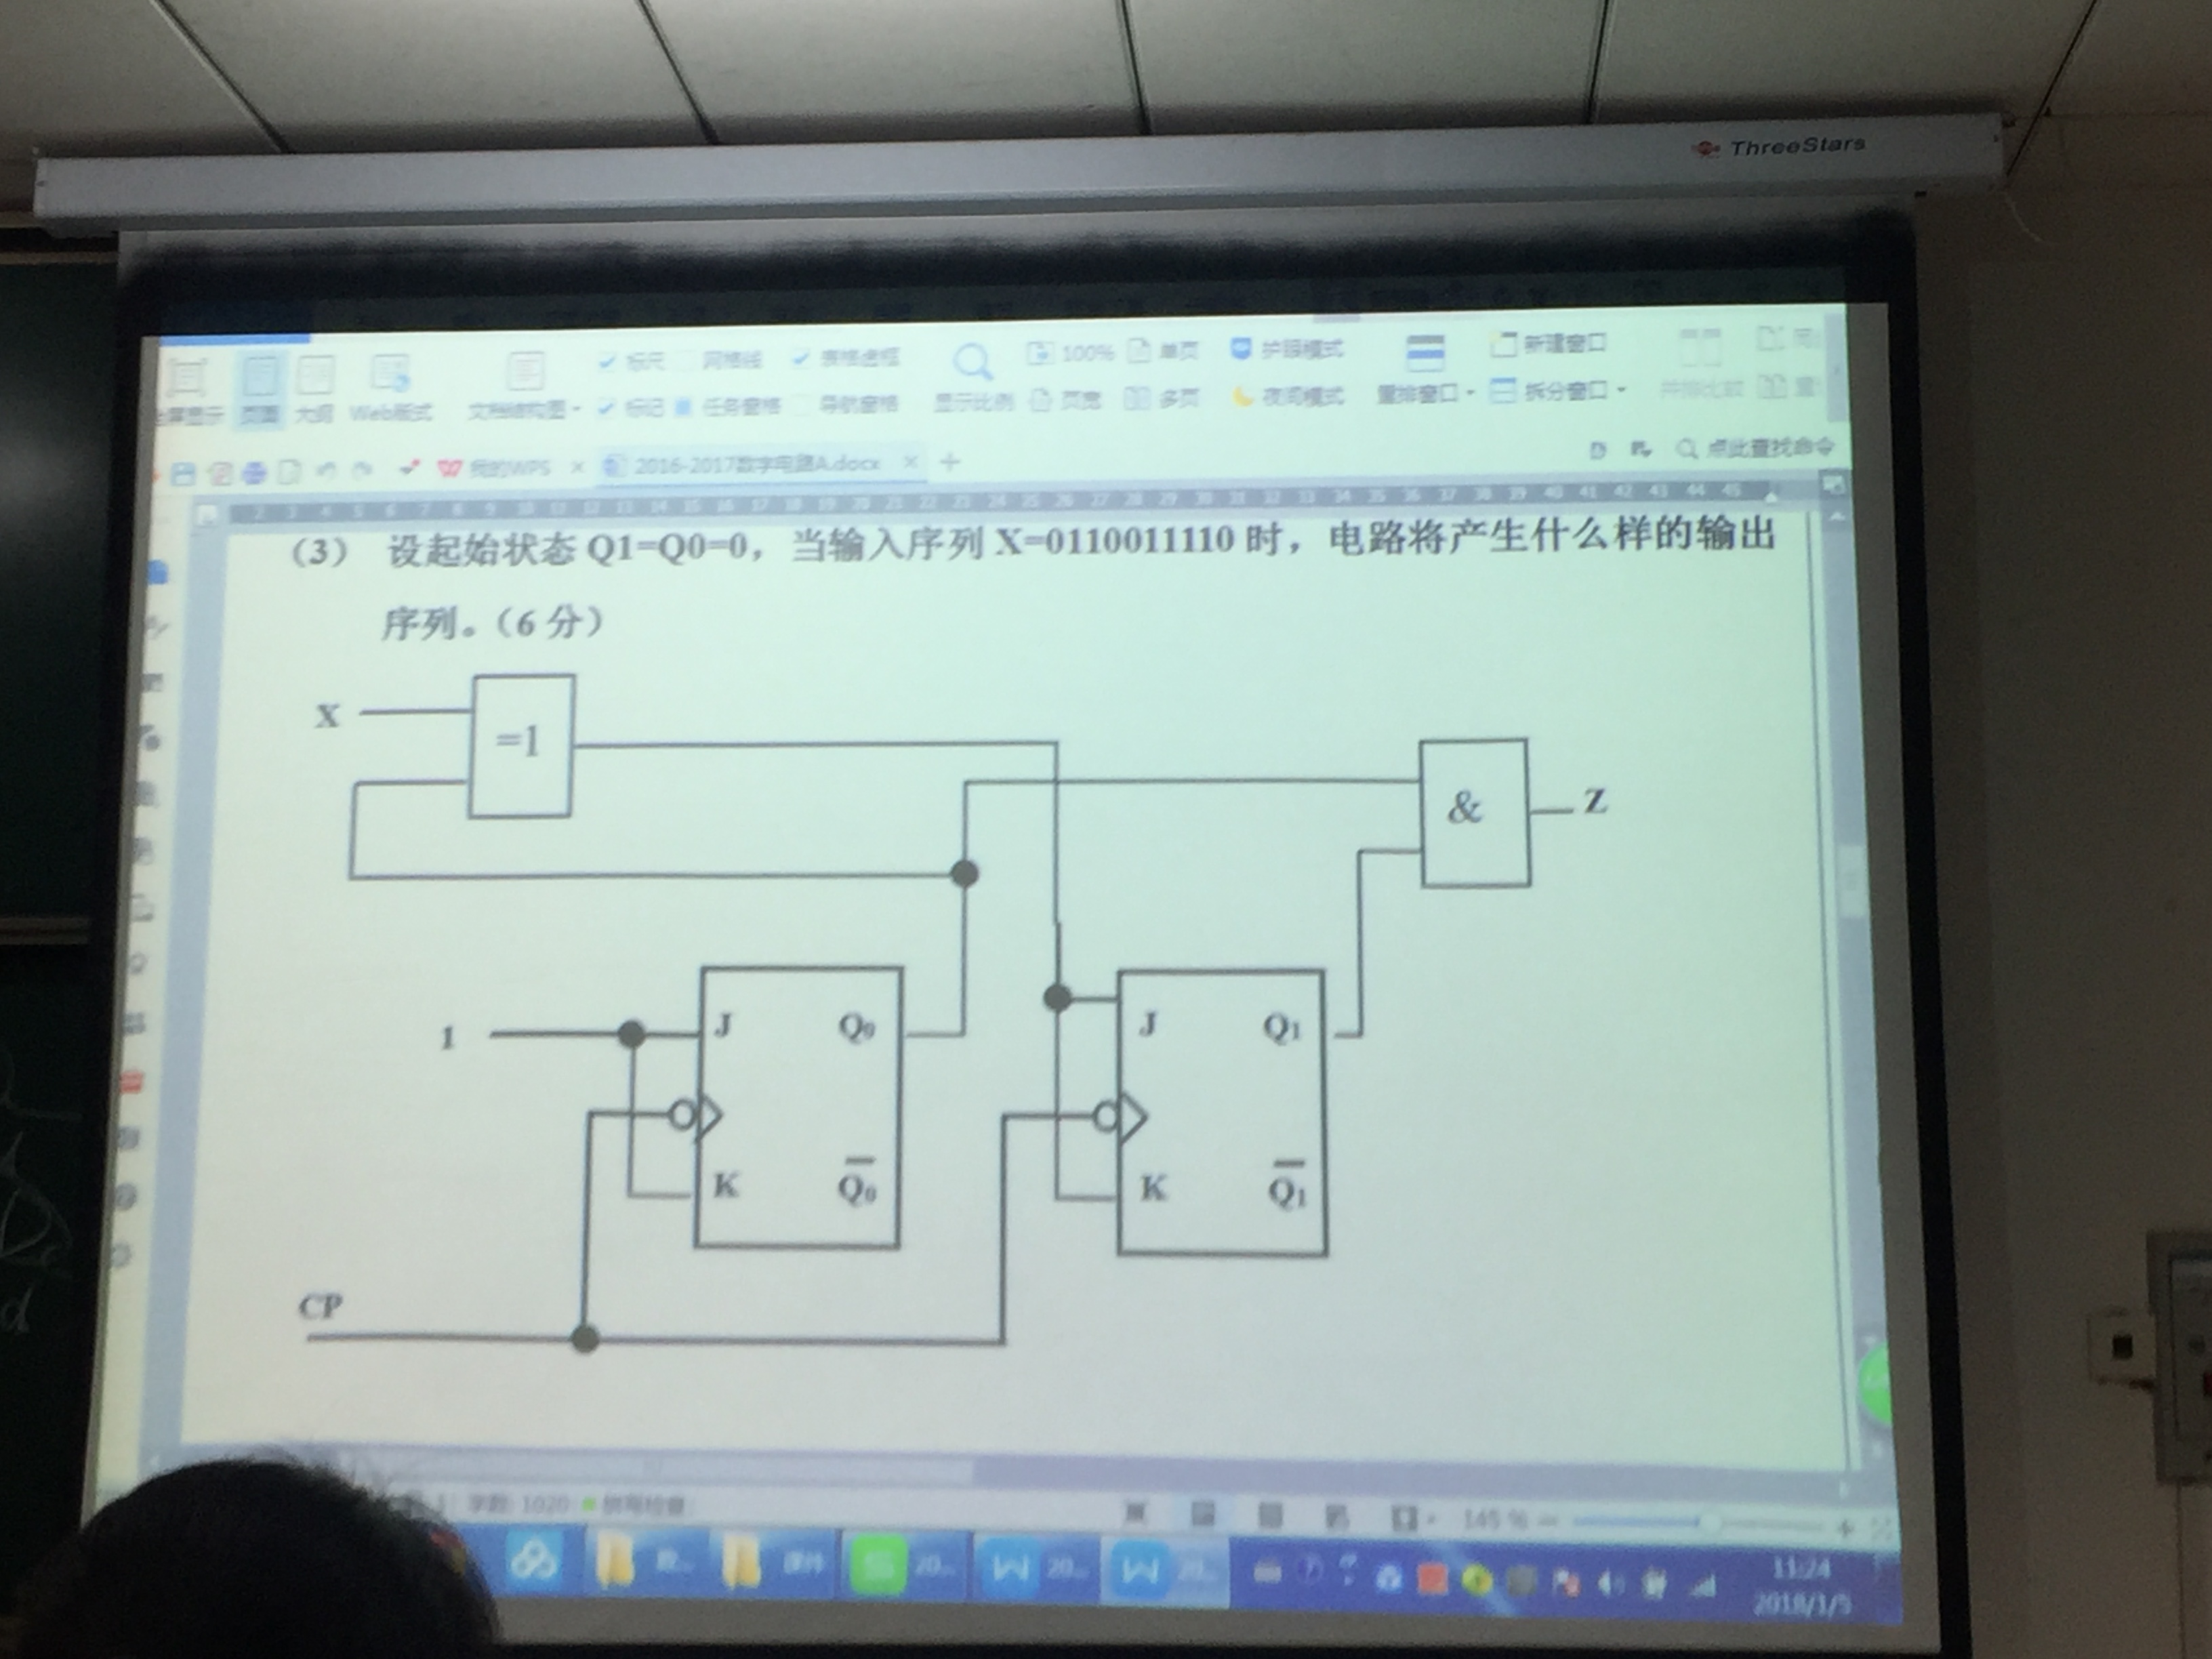 ThreeStars
标尺 网格线 表格虚框 100% 单页 护眼模式 新建窗口
全屏显示 页面 大纲 Web版式 文档结构图 标记 任务窗格 导航窗格 显示比例 页宽 多页 夜间模式 重排窗口 拆分窗口 并排比较
我的WPS × 2016-2017数字电路A.docx × + 点此查找命令
(3) 设起始状态 Q1=Q0=0，当输入序列 X=0110011110 时，电路将产生什么样的输出
序列。（6 分）
X =1
& Z
1 J Q0 J Q1
K Q0 K Q1
CP
字数: 1020 拼写检查 145 %
课件 20... 20... 20... 11:24
2018/1/5
d